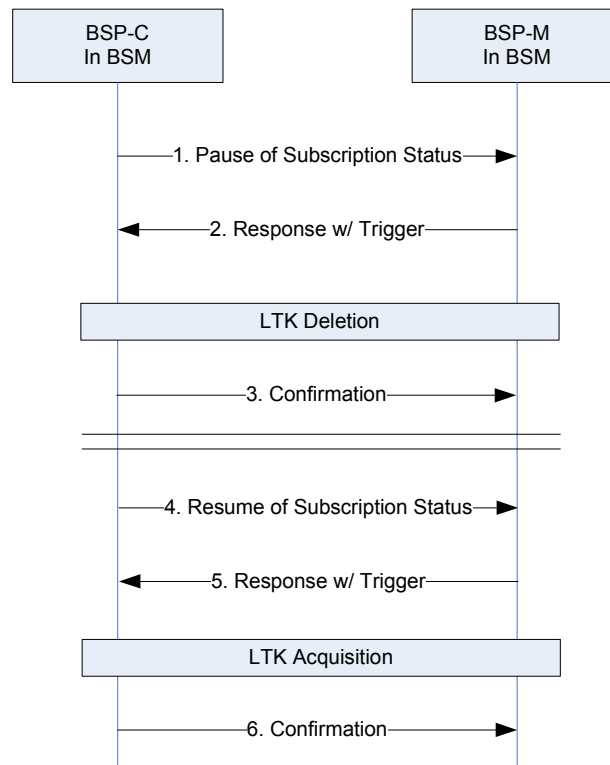 BSP-C
In BSM
BSP-M
In BSM
1. Pause of Subscription Status
2. Response w/ Trigger
LTK Deletion
3. Confirmation
4. Resume of Subscription Status
5. Response w/ Trigger
LTK Acquisition
6. Confirmation